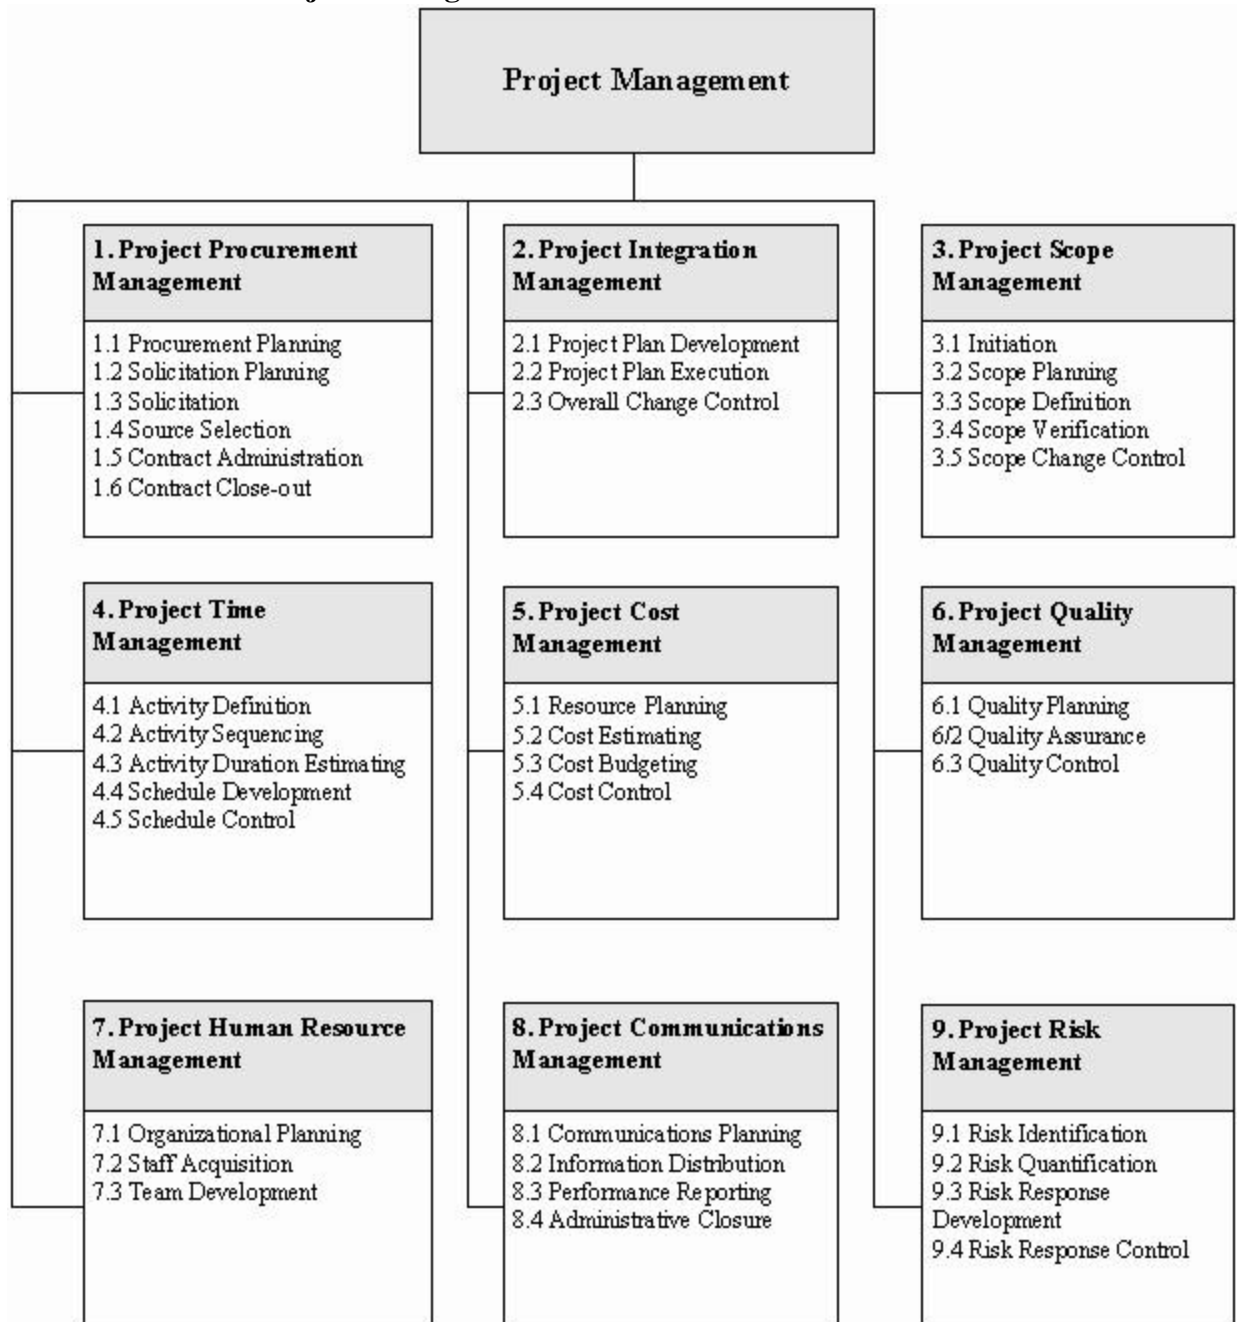 Project Management
1. Project Procurement
Management
1.1 Procurement Planning
1.2 Solicitation Planning
1.3 Solicitation
1.4 Source Selection
1.5 Contract Administration
1.6 Contract Close-out
2. Project Integration
Management
2.1 Project Plan Development
2.2 Project Plan Execution
2.3 Overall Change Control
3. Project Scope
Management
3.1 Initiation
3.2 Scope Planning
3.3 Scope Definition
3.4 Scope Verification
3.5 Scope Change Control
4. Project Time
Management
4.1 Activity Definition
4.2 Activity Sequencing
4.3 Activity Duration Estimating
4.4 Schedule Development
4.5 Schedule Control
5. Project Cost
Management
5.1 Resource Planning
5.2 Cost Estimating
5.3 Cost Budgeting
5.4 Cost Control
6. Project Quality
Management
6.1 Quality Planning
6/2 Quality Assurance
6.3 Quality Control
7. Project Human Resource
Management
7.1 Organizational Planning
7.2 Staff Acquisition
7.3 Team Development
8. Project Communications
Management
8.1 Communications Planning
8.2 Information Distribution
8.3 Performance Reporting
8.4 Administrative Closure
9. Project Risk
Management
9.1 Risk Identification
9.2 Risk Quantification
9.3 Risk Response
Development
9.4 Risk Response Control